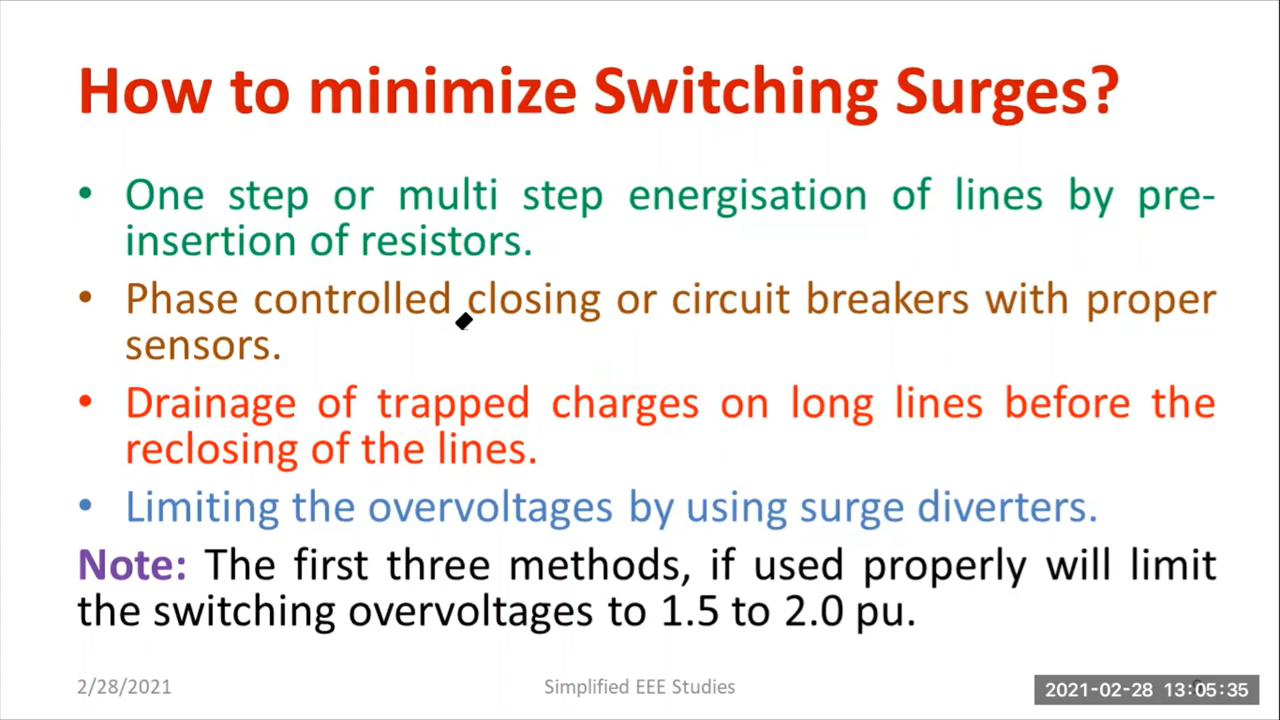 How to minimize Switching Surges?
• One step or multi step energisation of lines by pre-
insertion of resistors.
• Phase controlled closing or circuit breakers with proper
sensors.
• Drainage of trapped charges on long lines before the
reclosing of the lines.
• Limiting the overvoltages by using surge diverters.
Note: The first three methods, if used properly will limit
the switching overvoltages to 1.5 to 2.0 pu.
2/28/2021
Simplified EEE Studies
2021-02-28 13:05:35